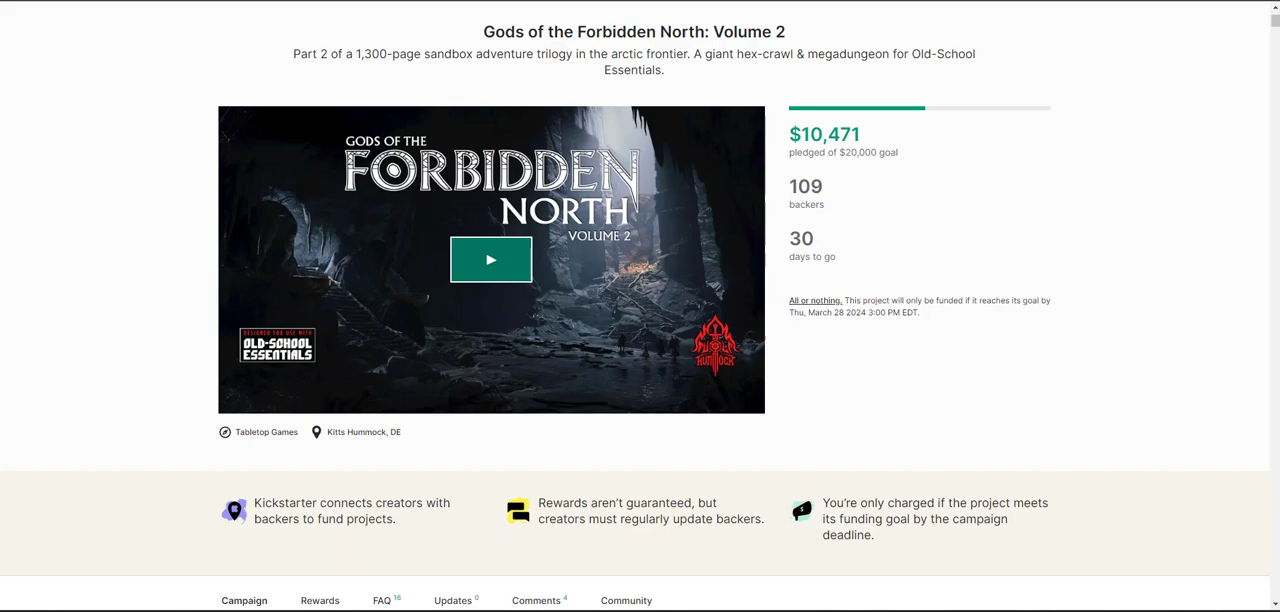 Gods of the Forbidden North: Volume 2
Part 2 of a 1,300-page sandbox adventure trilogy in the arctic frontier. A giant hex-crawl & megadungeon for Old-School
Essentials.
GODS OF THE
FORBIDDEN
NORTH
VOLUME 2
DESIGNED FOR USE WITH
OLD-SCHOOL
ESSENTIALS
HUMMOCK
$10,471
pledged of $20,000 goal
109
backers
30
days to go
All or nothing. This project will only be funded if it reaches its goal by
Thu, March 28 2024 3:00 PM EDT.
Tabletop Games Kitts Hummock, DE
Kickstarter connects creators with
backers to fund projects.
Rewards aren’t guaranteed, but
creators must regularly update backers.
You’re only charged if the project meets
its funding goal by the campaign
deadline.
Campaign Rewards FAQ 16 Updates 0 Comments 4 Community